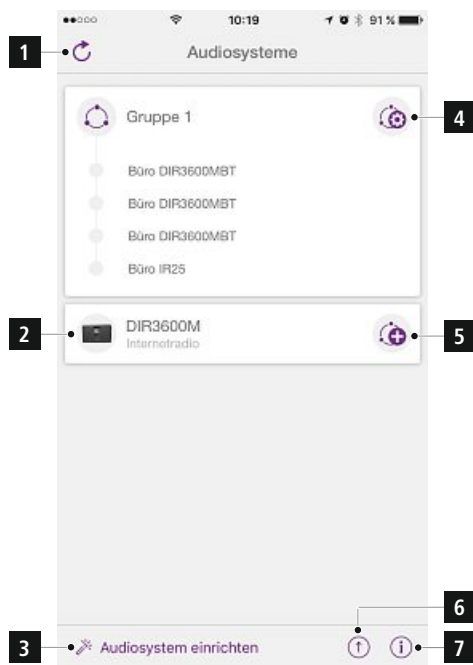 10:19 91 %
1 Audiosysteme
Gruppe 1 4
Büro DIR3600MBT
Büro DIR3600MBT
Büro DIR3600MBT
Büro IR25
2 DIR3600M 5
Internotradio
6
3 Audiosystem einrichten 7